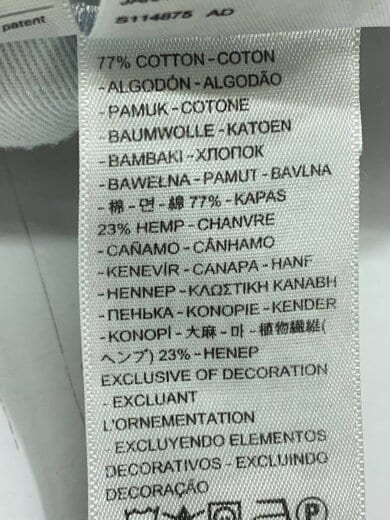 patent
S114875 AD
77% COTTON - COTON
- ALGODÓN - ALGODÃO
- PAMUK - COTONE
- BAUMWOLLE - KATOEN
- BAMBAKI - ХЛОПОК
- BAWEŁNA - PAMUT - BAVLNA
- 棉 - 면 - 綿 77% - KAPAS
23% HEMP - CHANVRE
- CAÑAMO - CÂNHAMO
- KENEVİR - CANAPA - HANF
- HENNEP - ΚΛΩΣΤΙΚΗ ΚΑΝΑΒΗ
- ПЕНЬКА - KONOPIE - KENDER
- KONOPÍ - 大麻 - 마 - 植物繊維(
ヘンプ) 23% - HENEP
EXCLUSIVE OF DECORATION
- EXCLUANT
L'ORNEMENTATION
- EXCLUYENDO ELEMENTOS
DECORATIVOS - EXCLUINDO
DECORAÇÃO